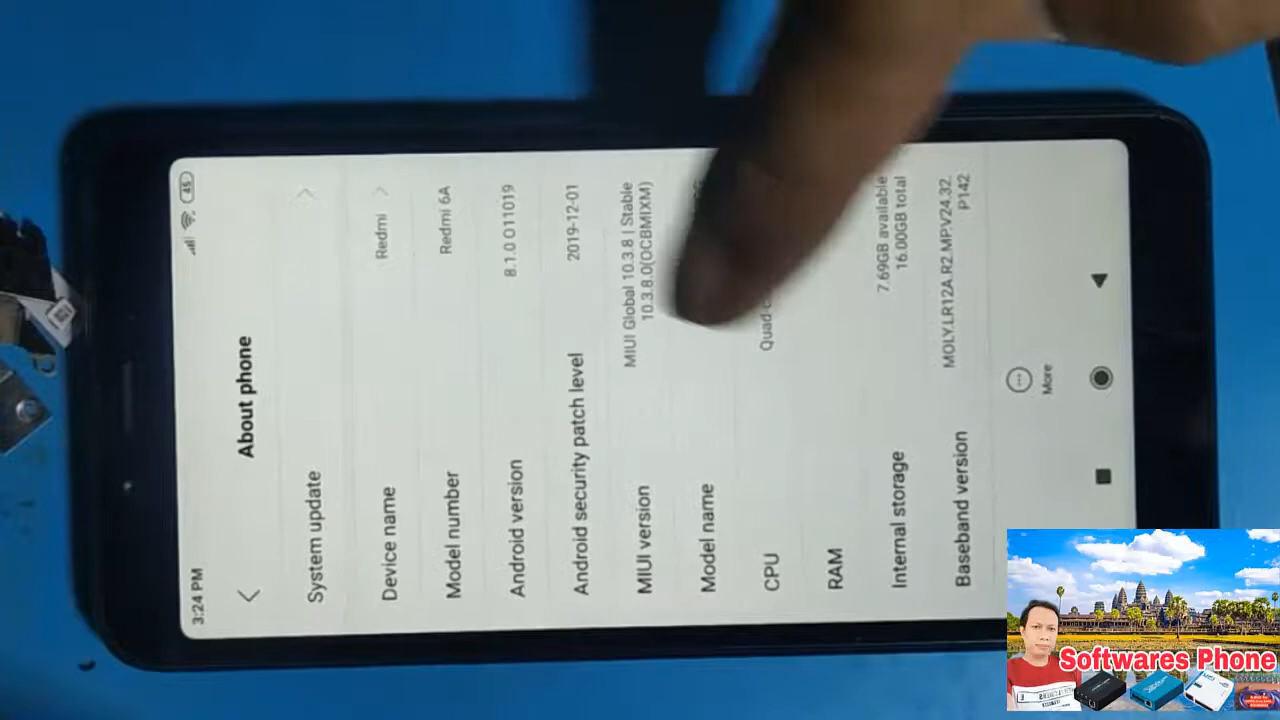 3:24 PM
45
About phone
System update
Device name Redmi
Model number Redmi 6A
Android version 8.1.0 O11019
Android security patch level 2019-12-01
MIUI version MIUI Global 10.3.8 | Stable
10.3.8.0(OCBMIXM)
Model name
CPU Quad-c
RAM
Internal storage 7.69GB available
16.00GB total
Baseband version MOLY.LR12A.R2.MPV24.32.
P142
More
Softwares Phone